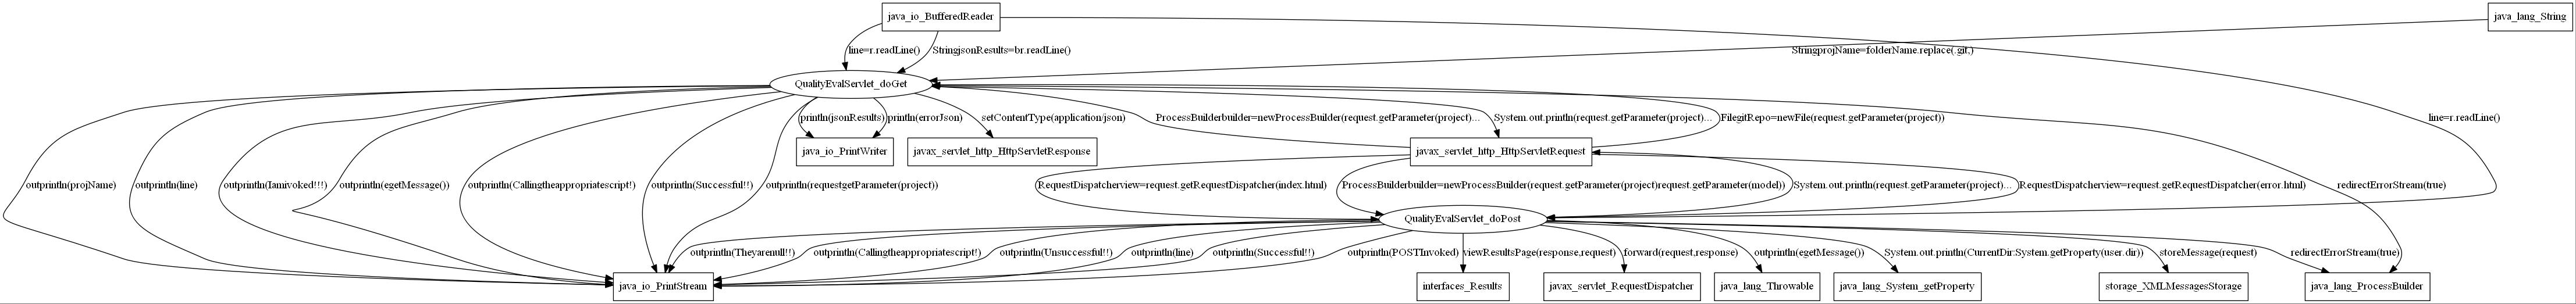 java_io_BufferedReader
java_lang_String
line=r.readLine()
StringjsonResults=br.readLine()
StringprojName=folderName.replace(.git,)
QualityEvalServlet_doGet
println(jsonResults)
println(errorJson)
setContentType(application/json)
ProcessBuilderbuilder=newProcessBuilder(request.getParameter(project)...
System.out.println(request.getParameter(project)...
FilegitRepo=newFile(request.getParameter(project))
line=r.readLine()
java_io_PrintWriter
javax_servlet_http_HttpServletResponse
javax_servlet_http_HttpServletRequest
outprintln(projName)
outprintln(line)
outprintln(Iamivoked!!!)
outprintln(egetMessage())
outprintln(Callingtheappropriatescript!)
outprintln(Successful!!)
outprintln(requestgetParameter(project))
RequestDispatcherview=request.getRequestDispatcher(index.html)
ProcessBuilderbuilder=newProcessBuilder(request.getParameter(project)request.getParameter(model))
System.out.println(request.getParameter(project)...
RequestDispatcherview=request.getRequestDispatcher(error.html)
redirectErrorStream(true)
QualityEvalServlet_doPost
outprintln(Theyarenull!!)
outprintln(Callingtheappropriatescript!)
outprintln(Unsuccessful!!)
outprintln(line)
outprintln(Successful!!)
outprintln(POSTInvoked)
viewResultsPage(response,request)
forward(request,response)
outprintln(egetMessage())
System.out.println(CurrentDir:System.getProperty(user.dir))
storeMessage(request)
redirectErrorStream(true)
java_io_PrintStream
interfaces_Results
javax_servlet_RequestDispatcher
java_lang_Throwable
java_lang_System_getProperty
storage_XMLMessagesStorage
java_lang_ProcessBuilder